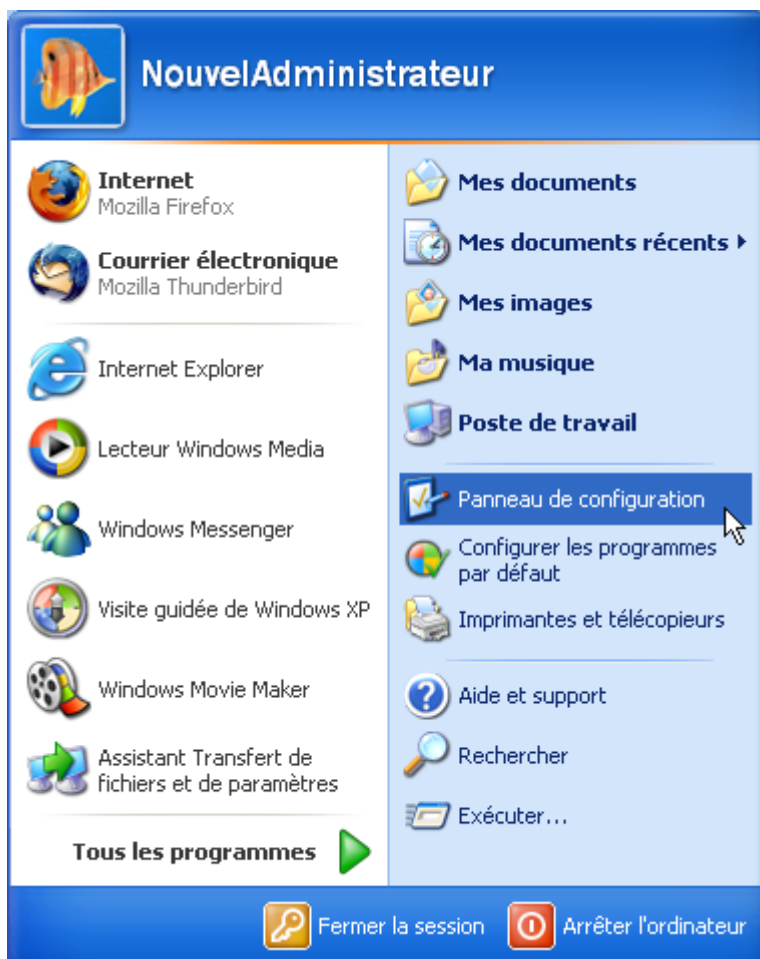 NouvelAdministrateur
Internet
Mozilla Firefox
Courrier électronique
Mozilla Thunderbird
Internet Explorer
Lecteur Windows Media
Windows Messenger
Visite guidée de Windows XP
Windows Movie Maker
Assistant Transfert de
fichiers et de paramètres
Tous les programmes
Mes documents
Mes documents récents
Mes images
Ma musique
Poste de travail
Panneau de configuration
Configurer les programmes
par défaut
Imprimantes et télécopieurs
Aide et support
Rechercher
Exécuter...
Fermer la session
Arrêter l'ordinateur